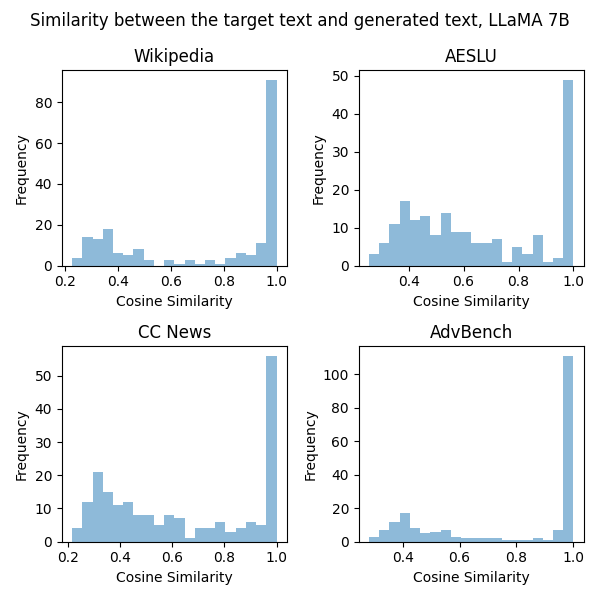 Similarity between the target text and generated text, LLaMA 7B
Wikipedia
Frequency
80
60
40
20
0
0.2 0.4 0.6 0.8 1.0
Cosine Similarity
AESLU
Frequency
50
40
30
20
10
0
0.4 0.6 0.8 1.0
Cosine Similarity
CC News
Frequency
50
40
30
20
10
0
0.2 0.4 0.6 0.8 1.0
Cosine Similarity
AdvBench
Frequency
100
80
60
40
20
0
0.4 0.6 0.8 1.0
Cosine Similarity